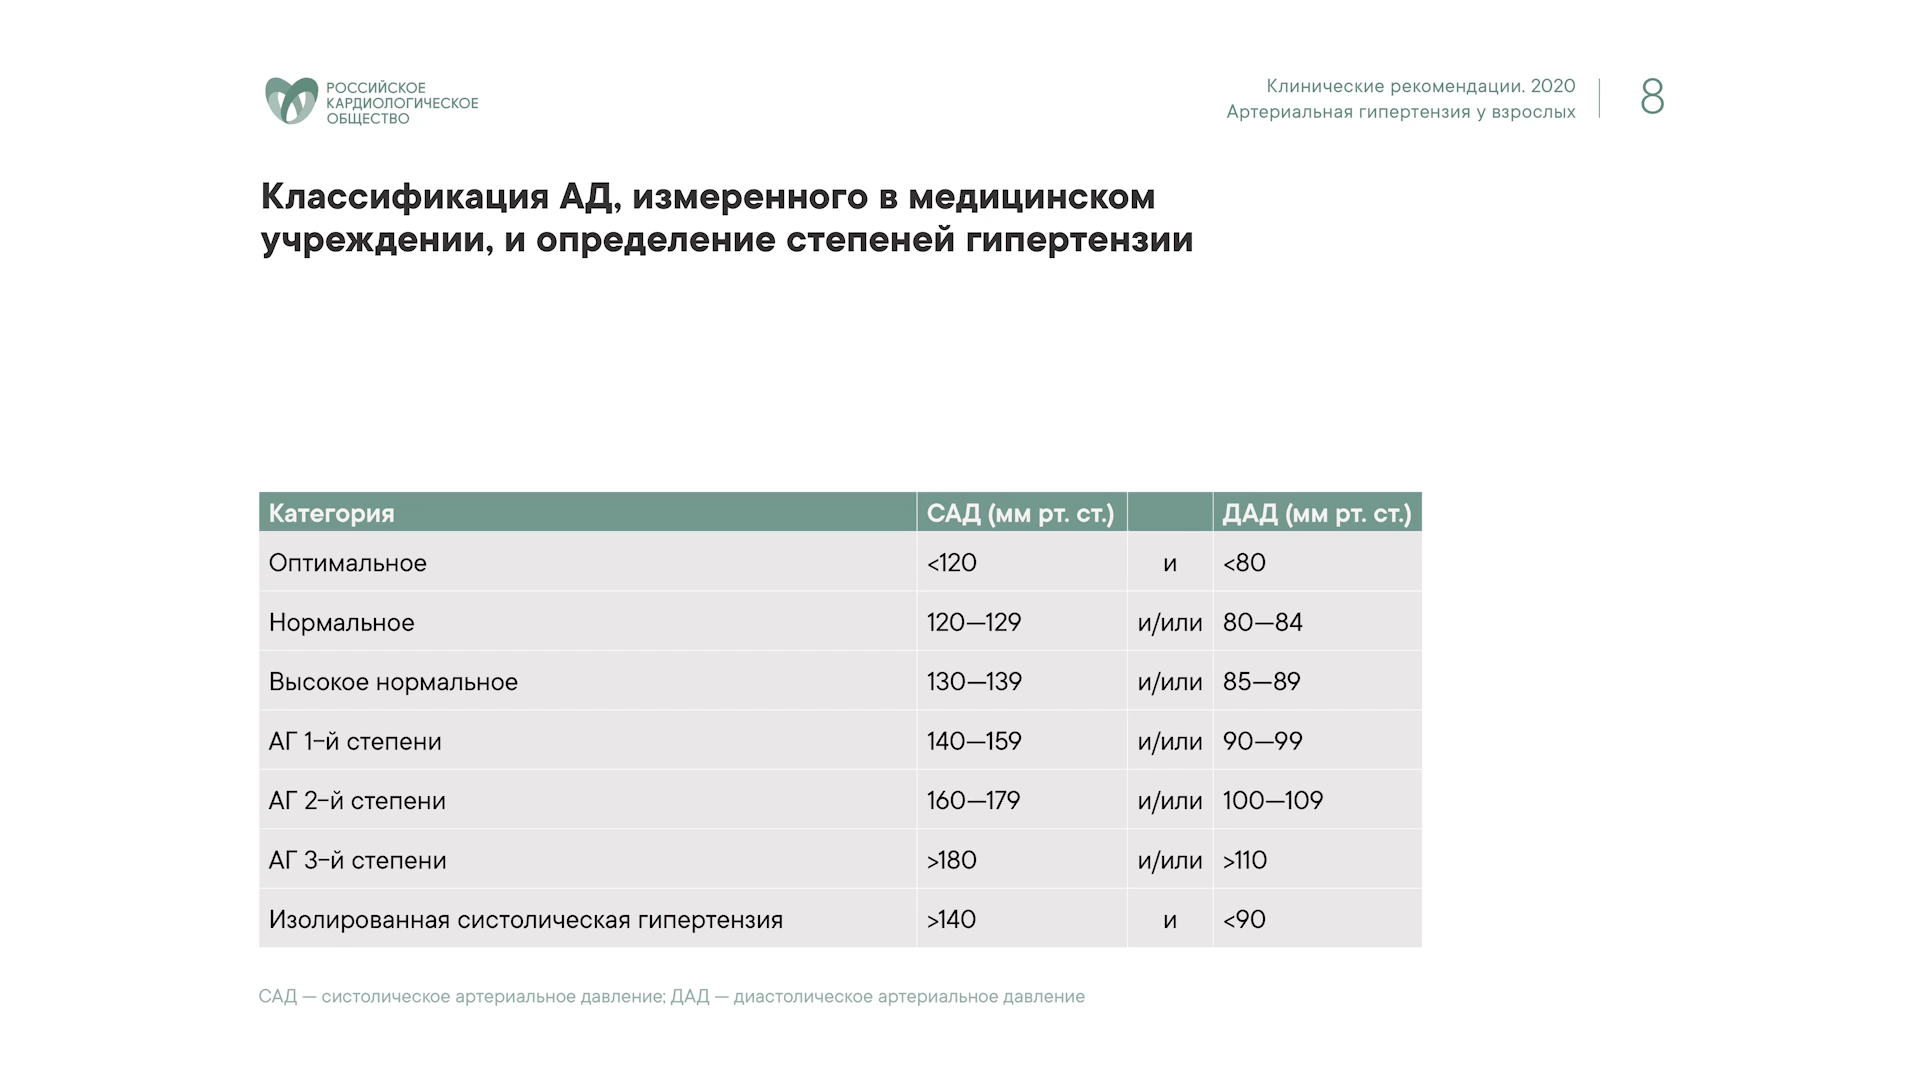 РОССИЙСКОЕ
КАРДИОЛОГИЧЕСКОЕ
ОБЩЕСТВО
Клинические рекомендации. 2020
Артериальная гипертензия у взрослых
8
Классификация АД, измеренного в медицинском
учреждении, и определение степеней гипертензии
Категория САД (мм рт. ст.) ДАД (мм рт. ст.)
Оптимальное <120 и <80
Нормальное 120—129 и/или 80—84
Высокое нормальное 130—139 и/или 85—89
АГ 1-й степени 140—159 и/или 90—99
АГ 2-й степени 160—179 и/или 100—109
АГ 3-й степени >180 и/или >110
Изолированная систолическая гипертензия >140 и <90
САД — систолическое артериальное давление; ДАД — диастолическое артериальное давление